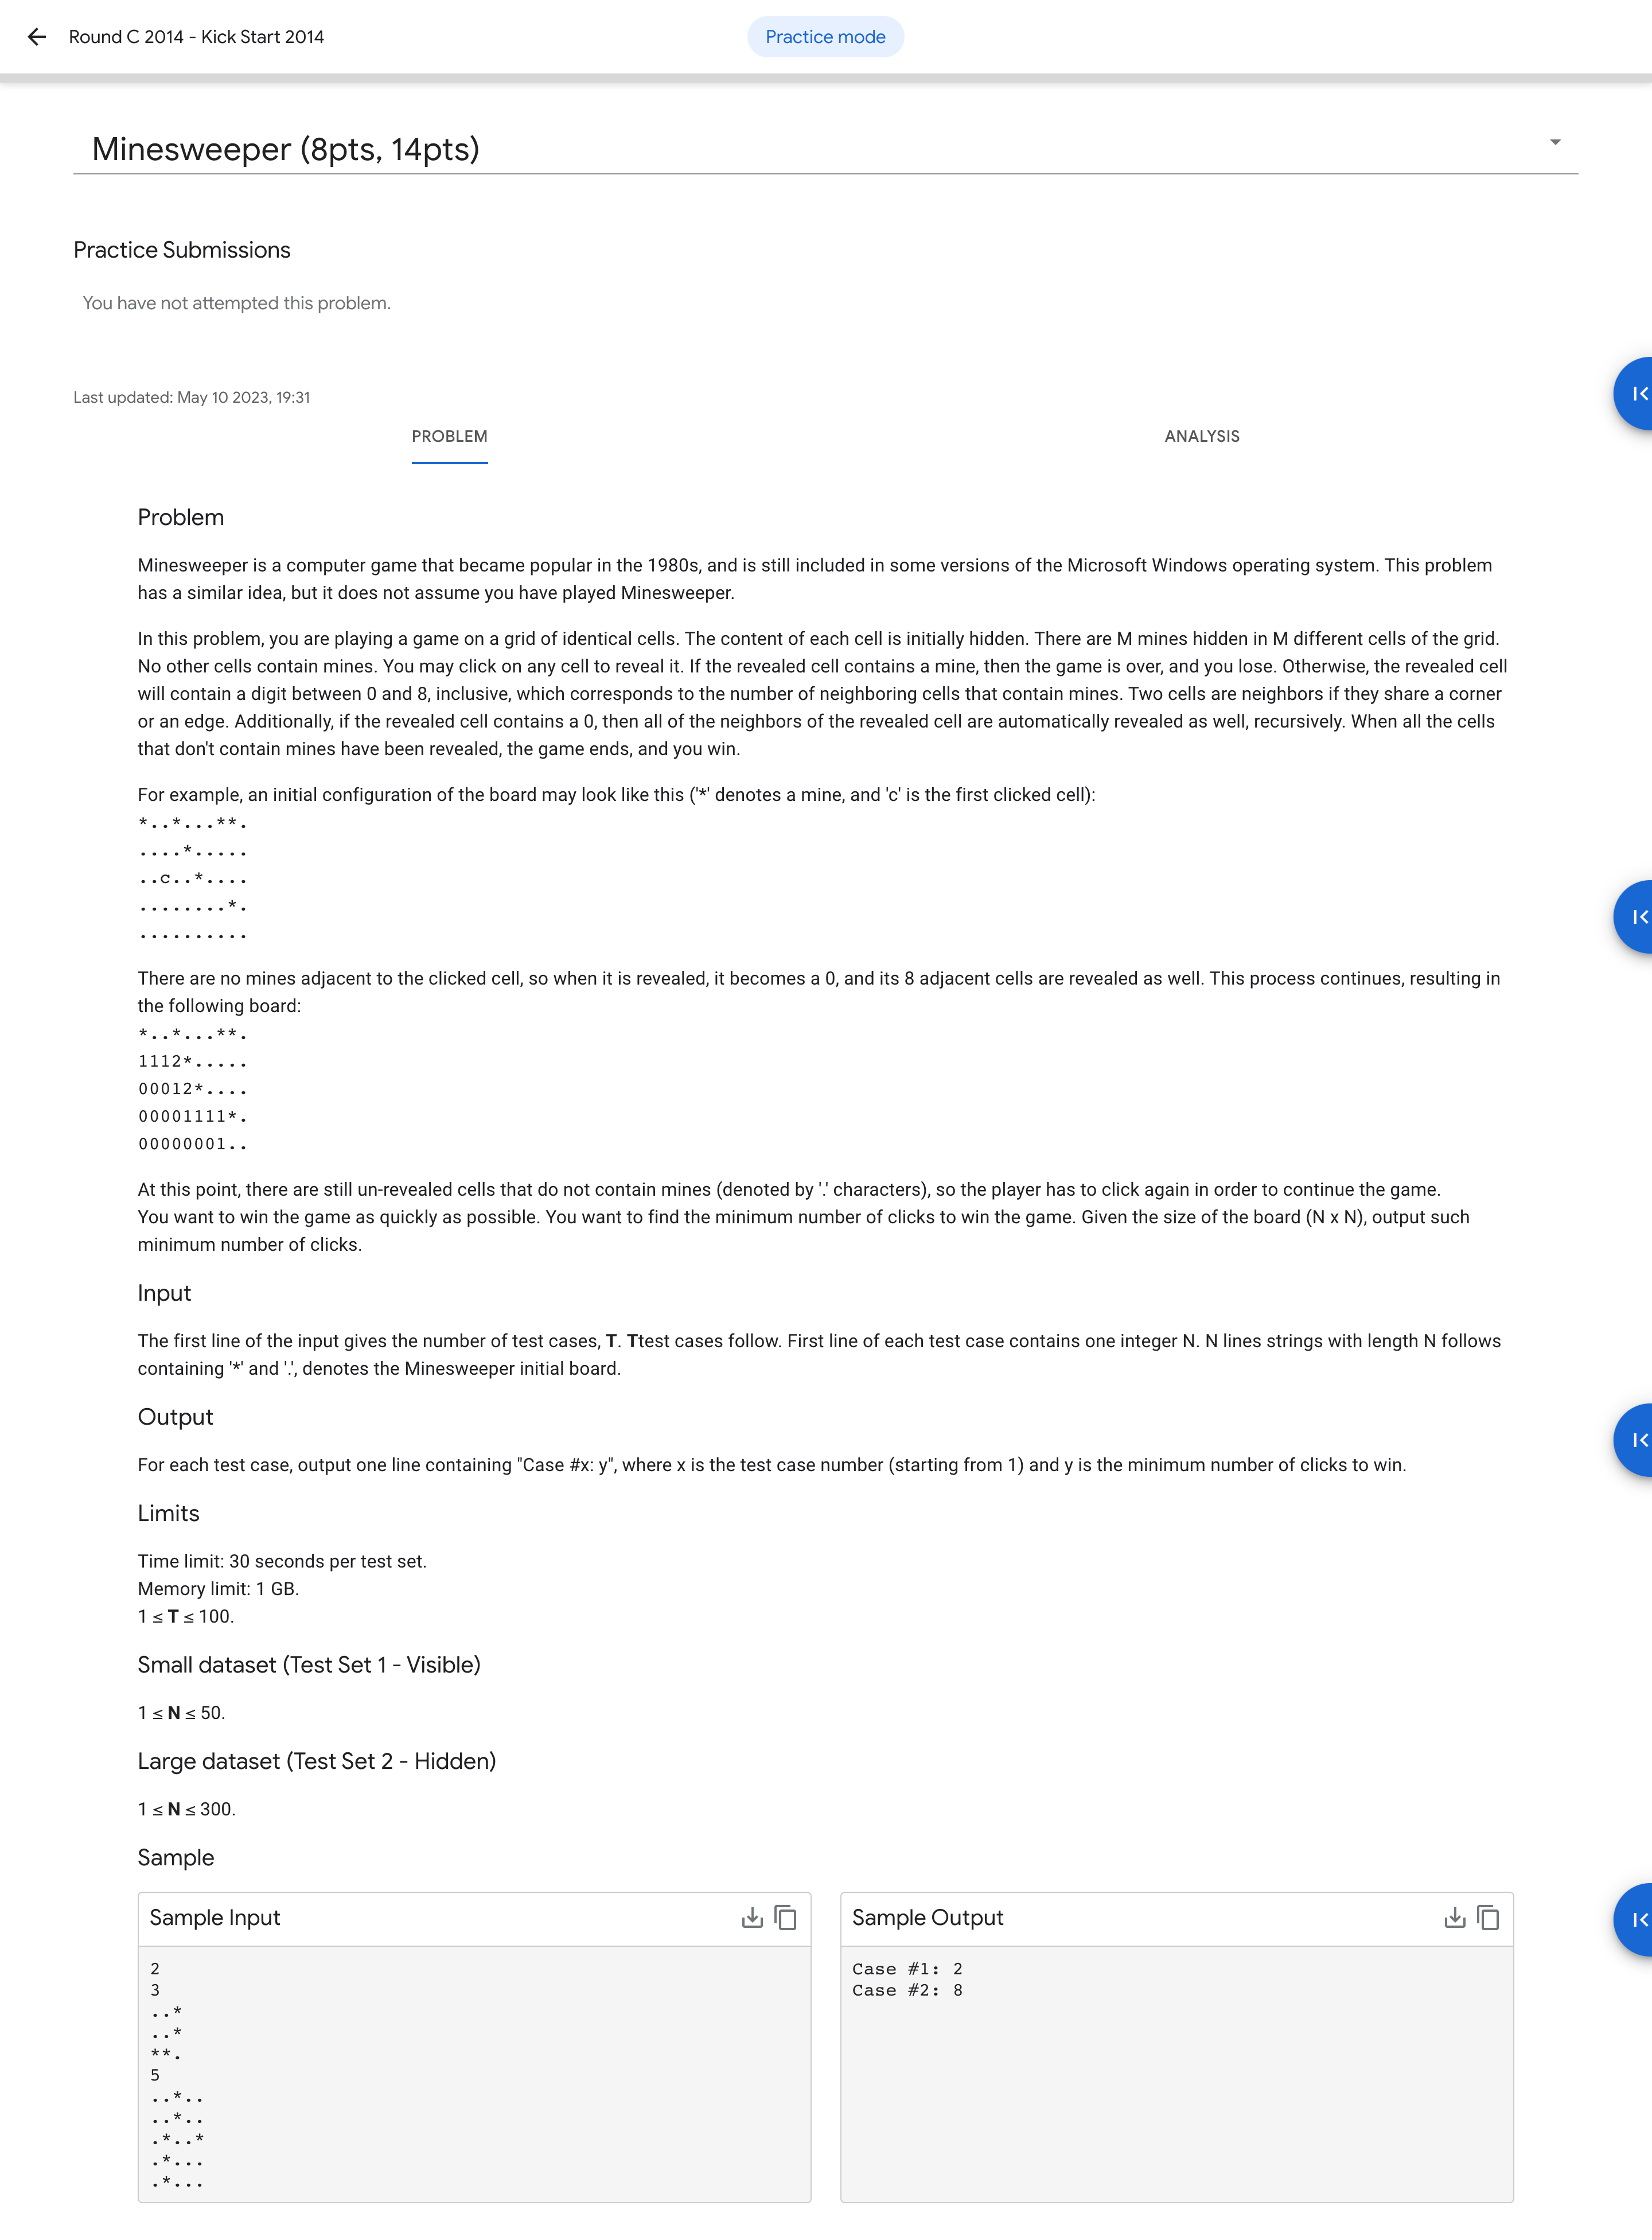 Round C 2014 - Kick Start 2014
Practice mode
Minesweeper (8pts, 14pts)
Practice Submissions
You have not attempted this problem.
Last updated: May 10 2023, 19:31
PROBLEM
ANALYSIS
Problem
Minesweeper is a computer game that became popular in the 1980s, and is still included in some versions of the Microsoft Windows operating system. This problem
has a similar idea, but it does not assume you have played Minesweeper.
In this problem, you are playing a game on a grid of identical cells. The content of each cell is initially hidden. There are M mines hidden in M different cells of the grid.
No other cells contain mines. You may click on any cell to reveal it. If the revealed cell contains a mine, then the game is over, and you lose. Otherwise, the revealed cell
will contain a digit between 0 and 8, inclusive, which corresponds to the number of neighboring cells that contain mines. Two cells are neighbors if they share a corner
or an edge. Additionally, if the revealed cell contains a 0, then all of the neighbors of the revealed cell are automatically revealed as well, recursively. When all the cells
that don't contain mines have been revealed, the game ends, and you win.
For example, an initial configuration of the board may look like this ('*' denotes a mine, and 'c' is the first clicked cell):
*..*...**.
....*.....
..c..*....
........*.
..........
There are no mines adjacent to the clicked cell, so when it is revealed, it becomes a 0, and its 8 adjacent cells are revealed as well. This process continues, resulting in
the following board:
*..*...**.
1112*.....
00012*....
00001111*.
00000001..
At this point, there are still un-revealed cells that do not contain mines (denoted by '.' characters), so the player has to click again in order to continue the game.
You want to win the game as quickly as possible. You want to find the minimum number of clicks to win the game. Given the size of the board (N x N), output such
minimum number of clicks.
Input
The first line of the input gives the number of test cases, T. Ttest cases follow. First line of each test case contains one integer N. N lines strings with length N follows
containing '*' and '.', denotes the Minesweeper initial board.
Output
For each test case, output one line containing "Case #x: y", where x is the test case number (starting from 1) and y is the minimum number of clicks to win.
Limits
Time limit: 30 seconds per test set.
Memory limit: 1 GB.
1 ≤ T ≤ 100.
Small dataset (Test Set 1 - Visible)
1 ≤ N ≤ 50.
Large dataset (Test Set 2 - Hidden)
1 ≤ N ≤ 300.
Sample
Sample Input
2
3
..*
..*
**.
5
..*..
..*..
.*..*
.*...
.*...
Sample Output
Case #1: 2
Case #2: 8